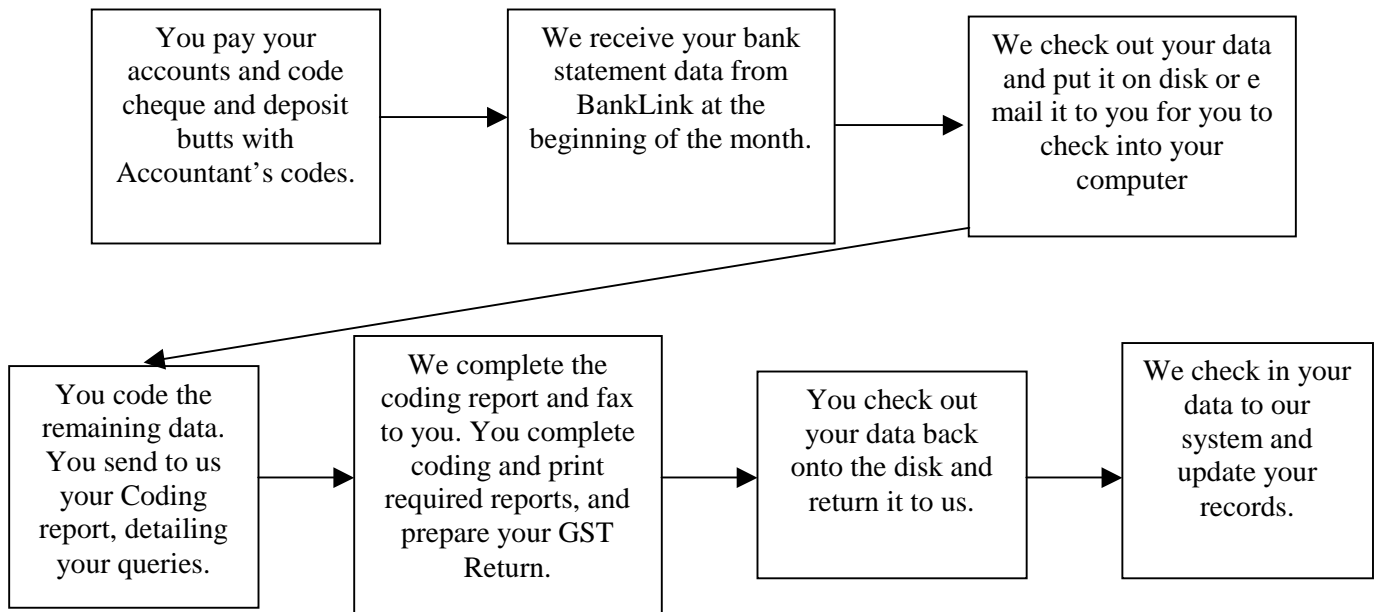 You pay your
accounts and code
cheque and deposit
butts with
Accountant’s codes.
We receive your bank
statement data from
BankLink at the
beginning of the month.
We check out your data
and put it on disk or e
mail it to you for you to
check into your
computer
You code the
remaining data.
You send to us
your Coding
report, detailing
your queries.
We complete the
coding report and fax
to you. You complete
coding and print
required reports, and
prepare your GST
Return.
You check out
your data back
onto the disk and
return it to us.
We check in your
data to our
system and
update your
records.